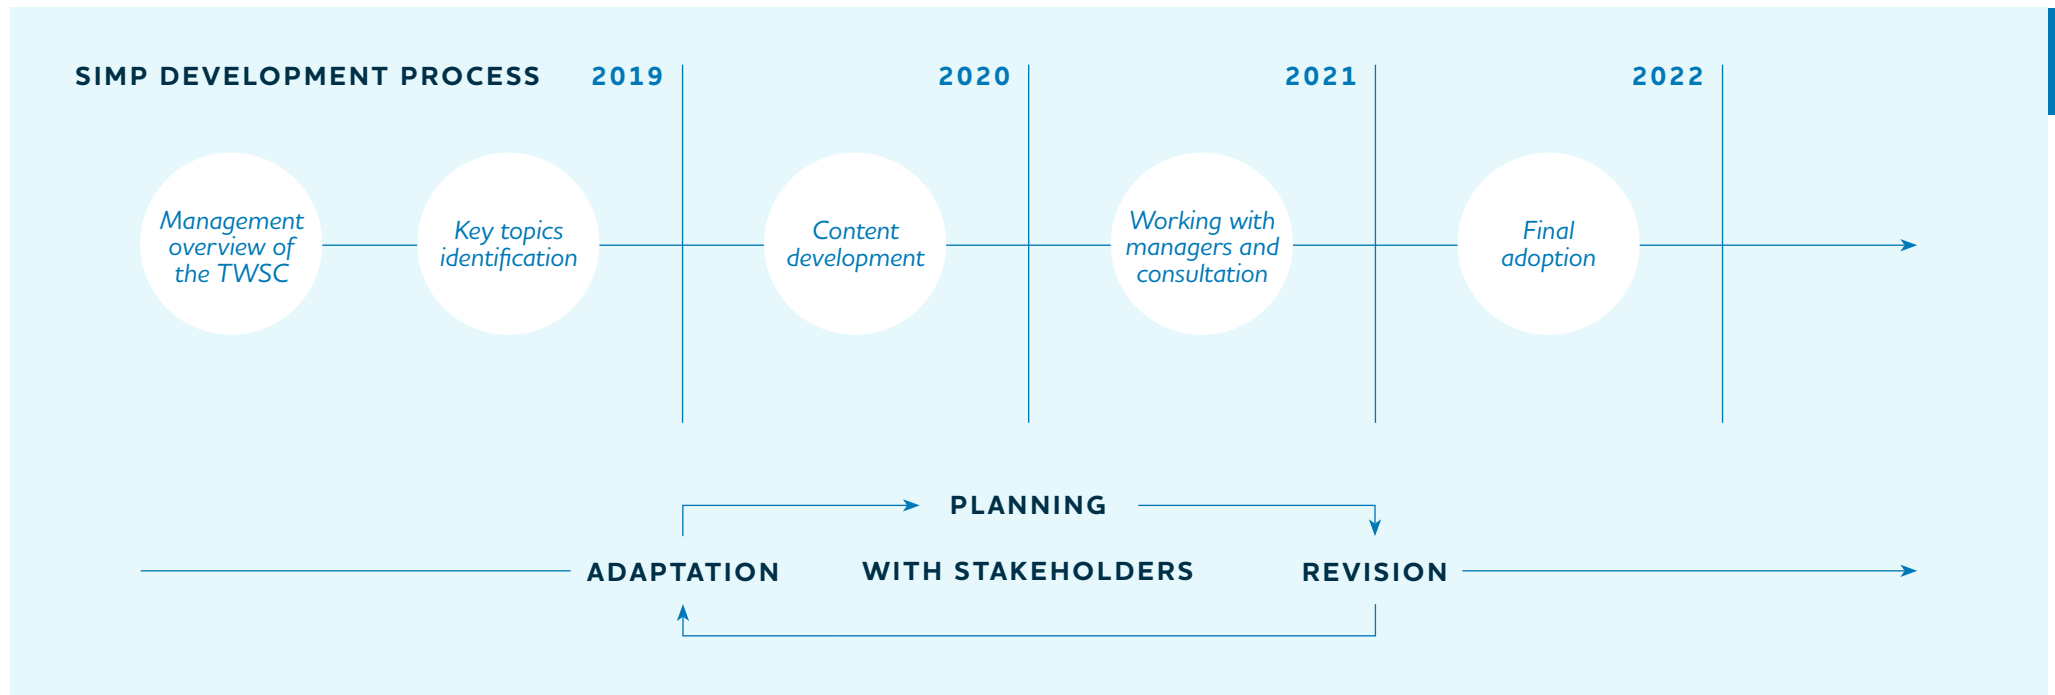 SIMP DEVELOPMENT PROCESS
2019
2020
2021
2022
Management
overview of
the TWSC
Key topics
identification
Content
development
Working with
managers and
consultation
Final
adoption
PLANNING
ADAPTATION
WITH STAKEHOLDERS
REVISION